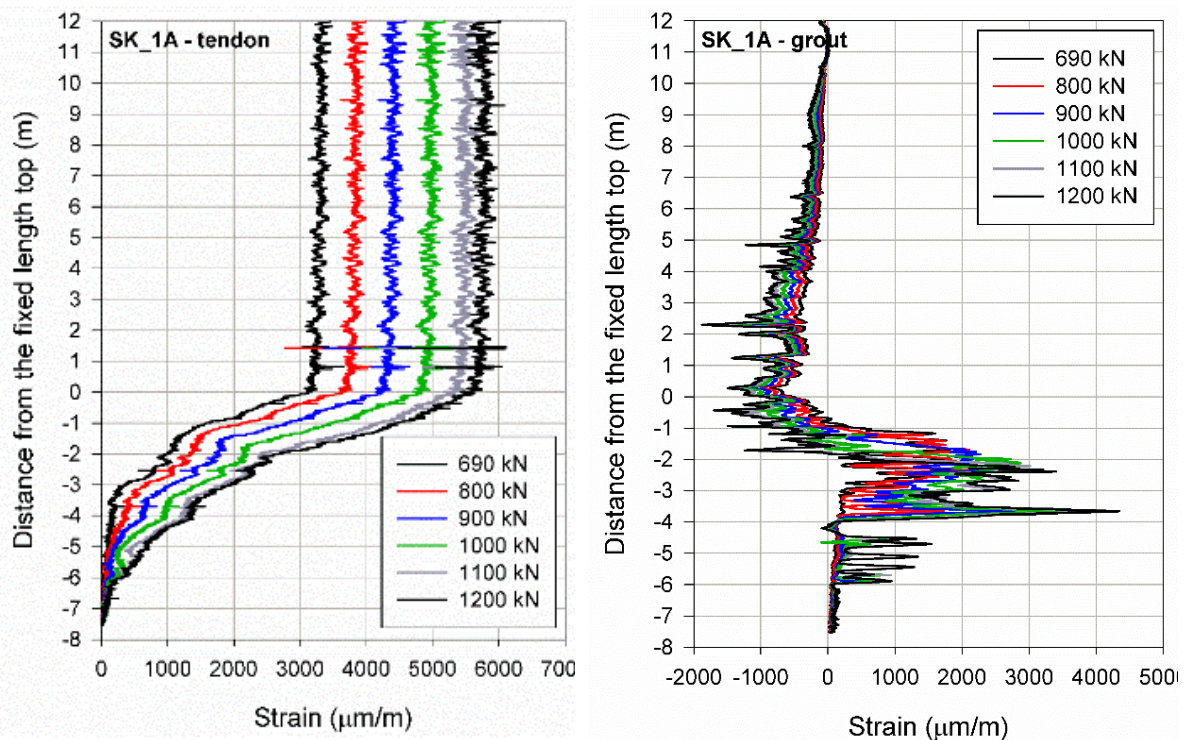 SK_1A - tendon
Distance from the fixed length top (m)
12
11
10
9
8
7
6
5
4
3
2
1
0
-1
-2
-3
-4
-5
-6
-7
-8
690 kN
800 kN
900 kN
1000 kN
1100 kN
1200 kN
0 1000 2000 3000 4000 5000 6000 700
Strain (µm/m)
SK_1A - grout
Distance from the fixed length top (m)
12
11
10
9
8
7
6
5
4
3
2
1
0
-1
-2
-3
-4
-5
-6
-7
-8
690 kN
800 kN
900 kN
1000 kN
1100 kN
1200 kN
-2000 -1000 0 1000 2000 3000 4000 500
Strain (µm/m)